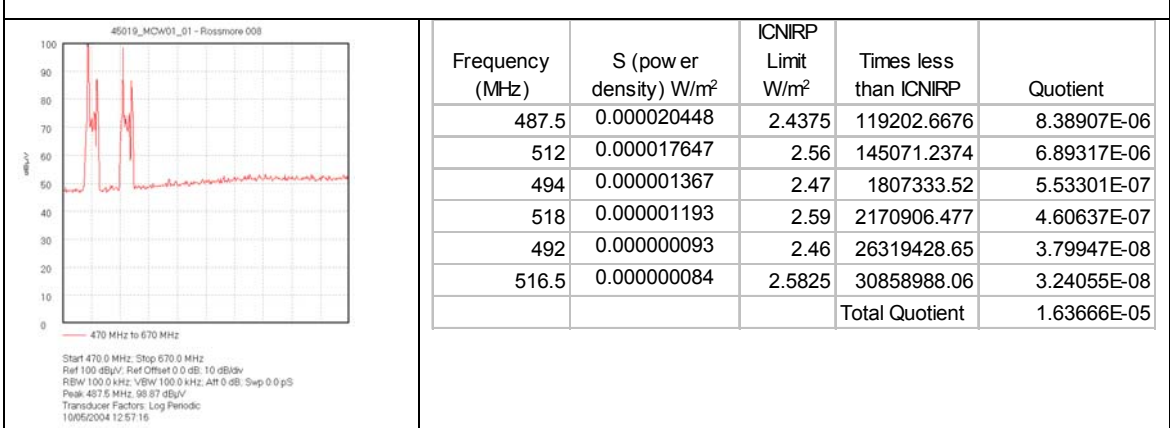 45019_MCW01_01 - Rossmore 008
100
90
80
70
60
50
40
30
20
10
0
dBµV
470 MHz to 670 MHz
Start 470.0 MHz; Stop 670.0 MHz
Ref 100 dBµV; Ref Offset 0.0 dB; 10 dB/div
RBW 100.0 kHz; VBW 100.0 kHz; Att 0 dB; Swp 0.0 pS
Peak 487.5 MHz, 98.87 dBµV
Transducer Factors: Log Periodic
10/05/2004 12:57:16
Frequency (MHz) S (power density) W/m² ICNIRP Limit W/m² Times less than ICNIRP Quotient
487.5 0.000020448 2.4375 119202.6676 8.38907E-06
512 0.000017647 2.56 145071.2374 6.89317E-06
494 0.000001367 2.47 1807333.52 5.53301E-07
518 0.000001193 2.59 2170906.477 4.60637E-07
492 0.000000093 2.46 26319428.65 3.79947E-08
516.5 0.000000084 2.5825 30858988.06 3.24055E-08
Total Quotient 1.63666E-05